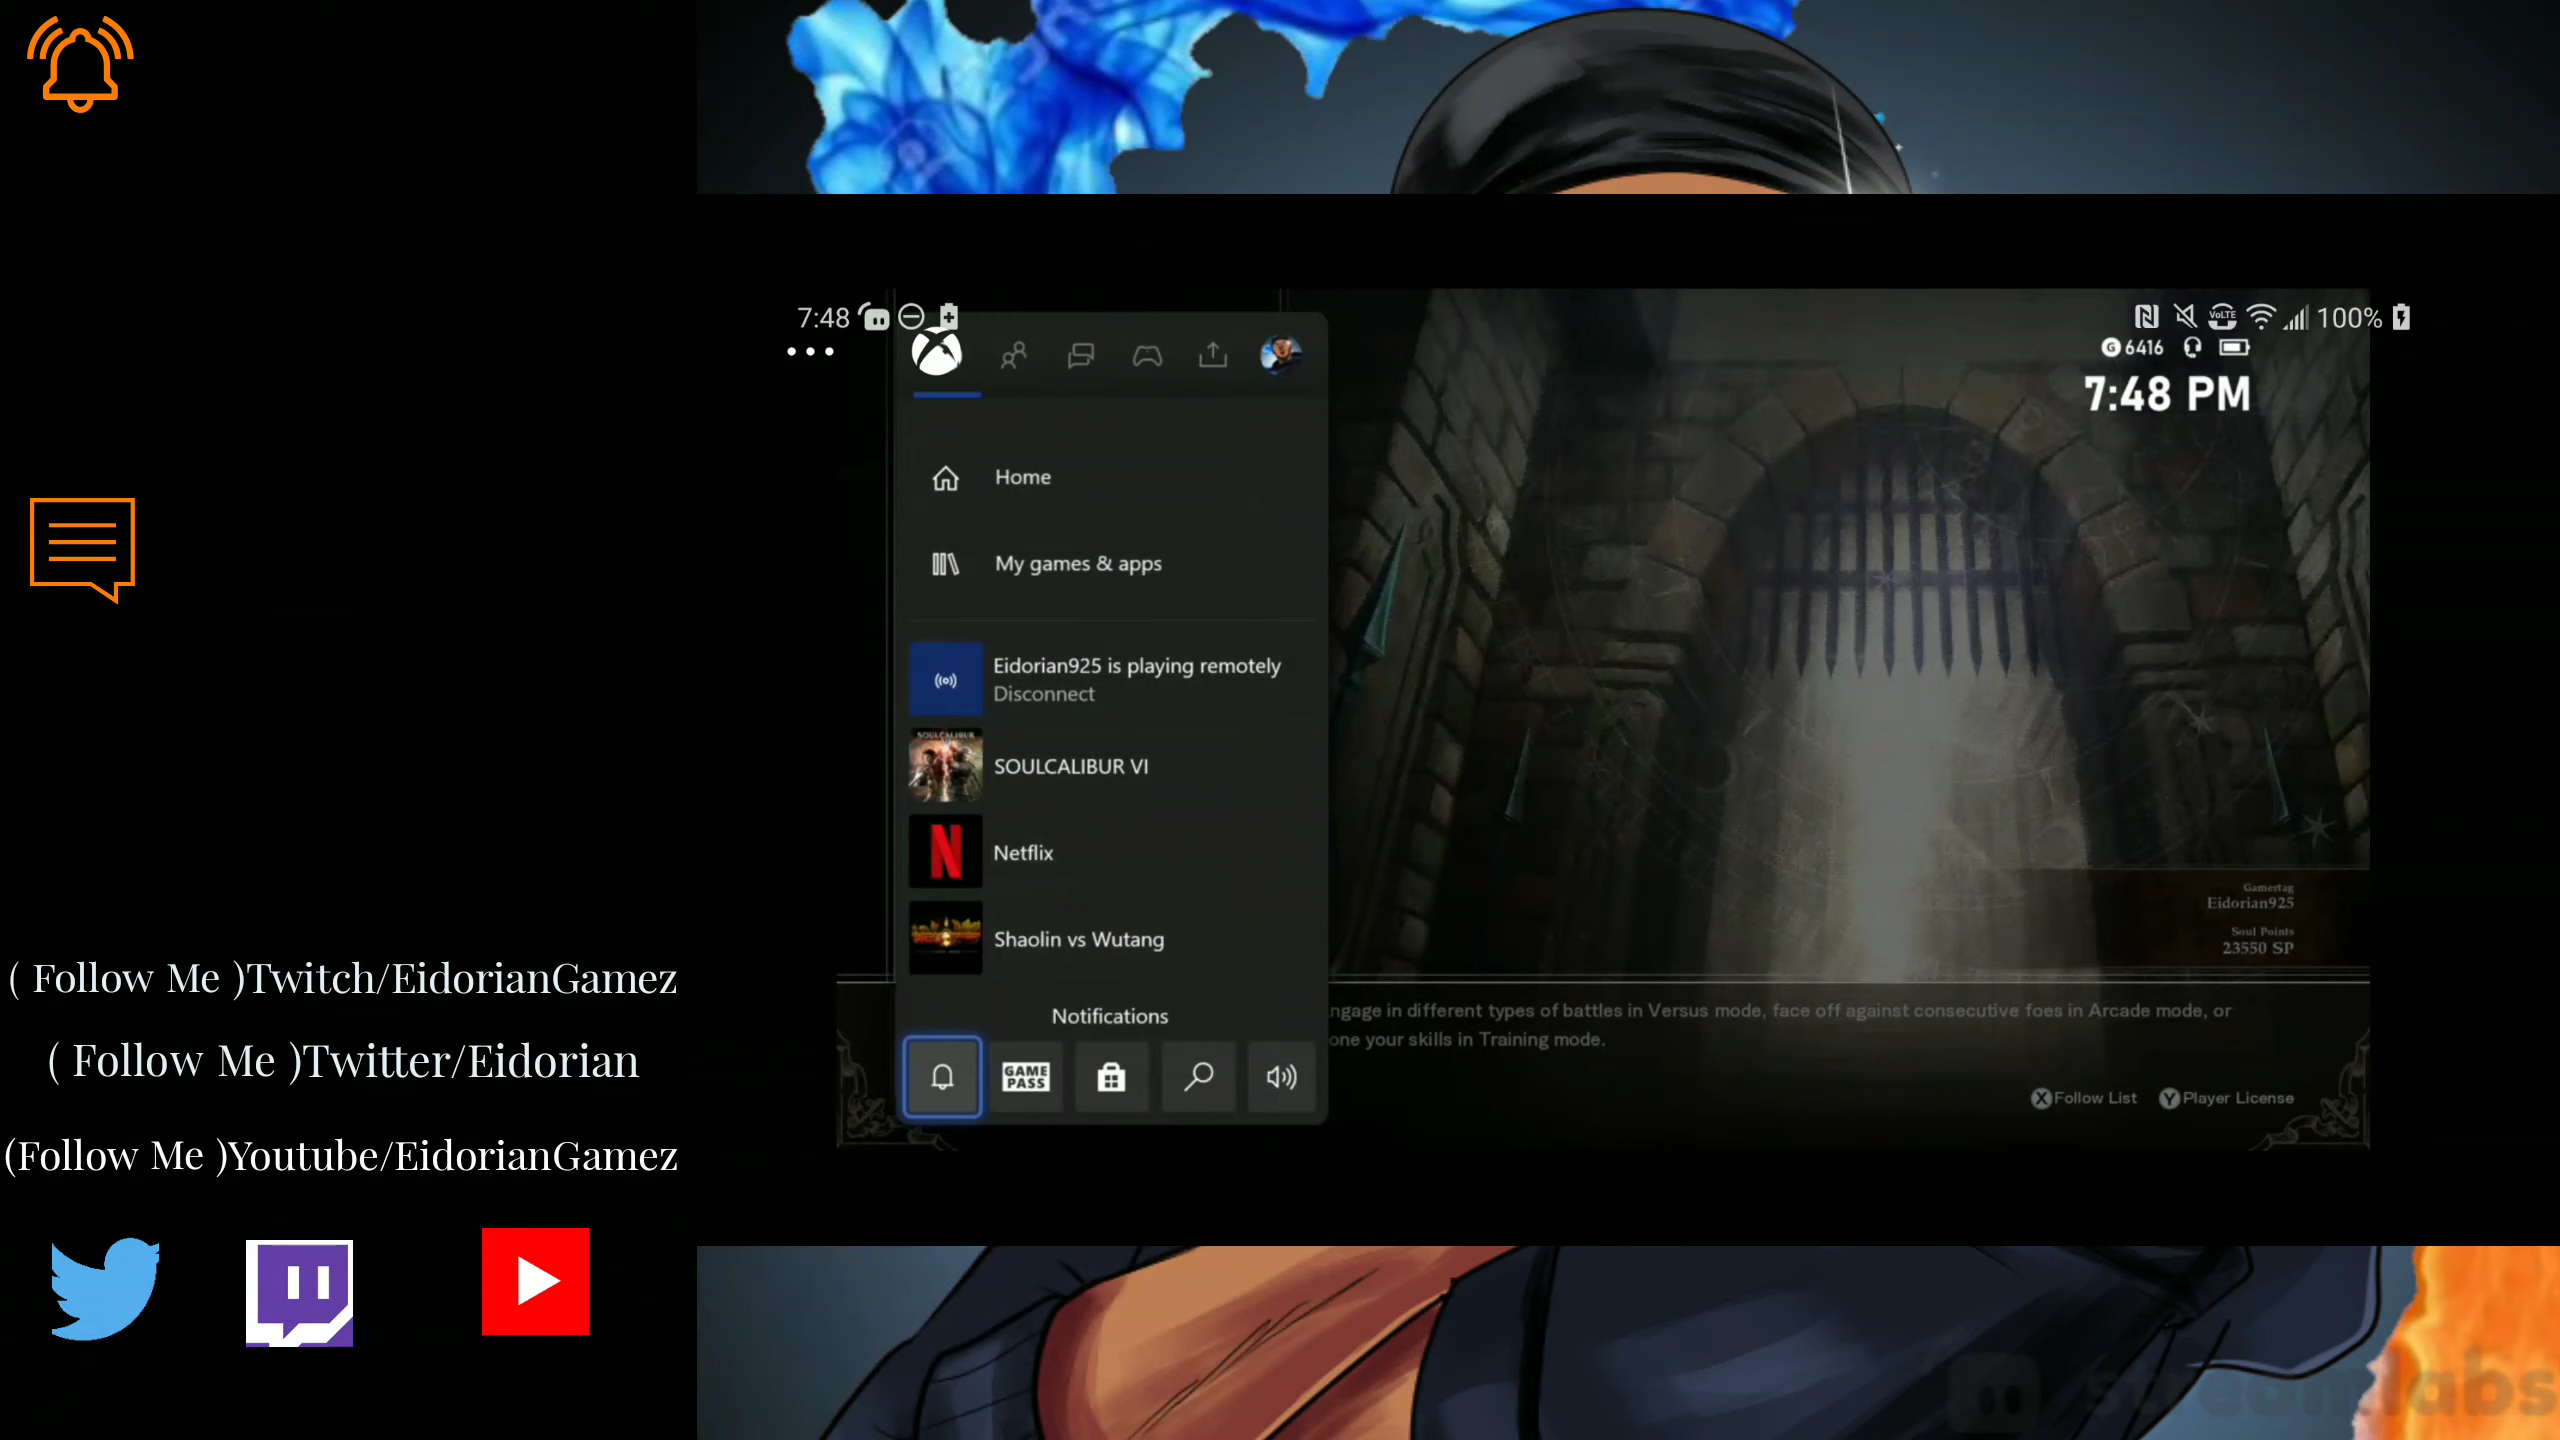 7:48
VoLTE
100%
G 6416
7:48 PM
Home
My games & apps
Eidorian925 is playing remotely
Disconnect
SOULCALIBUR
SOULCALIBUR VI
Netflix
Shaolin vs Wutang
Notifications
GAME
PASS
Gamertag
Eidorian925
Soul Points
23550 SP
ngage in different types of battles in Versus mode, face off against consecutive foes in Arcade mode, or
one your skills in Training mode.
X Follow List Y Player License
( Follow Me )Twitch/EidorianGamez
( Follow Me )Twitter/Eidorian
(Follow Me )Youtube/EidorianGamez
streamlabs